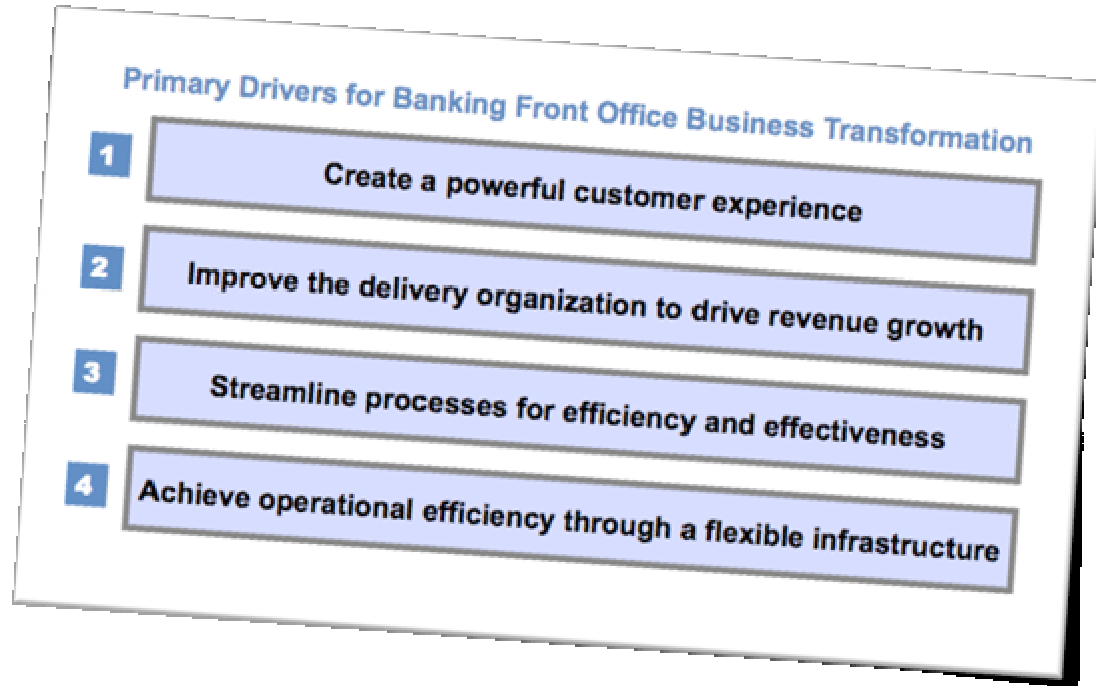 Primary Drivers for Banking Front Office Business Transformation
1 Create a powerful customer experience
2 Improve the delivery organization to drive revenue growth
3 Streamline processes for efficiency and effectiveness
4 Achieve operational efficiency through a flexible infrastructure